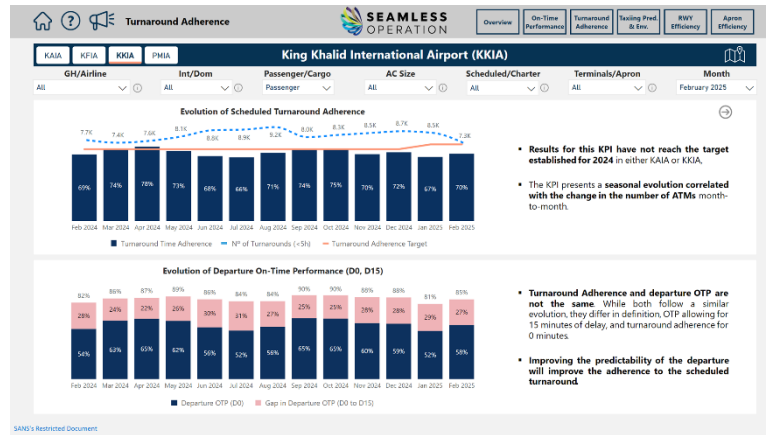 Turnaround Adherence
SEAMLESS
OPERATION
Overview
On-Time
Performance
Turnaround
Adherence
Taxiing Pred.
& Env.
RWY
Efficiency
Apron
Efficiency
KAIA
KFIA
KKIA
PMIA
King Khalid International Airport (KKIA)
GH/Airline
Int/Dom
Passenger/Cargo
AC Size
Scheduled/Charter
Terminals/Apron
Month
All
All
Passenger
All
All
All
February 2025
Evolution of Scheduled Turnaround Adherence
7.7K 7.4K 7.6K 8.1K 8.8K 8.9K 9.2K 8.0K 8.3K 8.5K 8.7K 8.5K 7.3K
69% 74% 78% 73% 68% 66% 71% 74% 75% 70% 72% 67% 70%
Feb 2024 Mar 2024 Apr 2024 May 2024 Jun 2024 Jul 2024 Aug 2024 Sep 2024 Oct 2024 Nov 2024 Dec 2024 Jan 2025 Feb 2025
Turnaround Time Adherence
Nº of Turnarounds (<5h)
Turnaround Adherence Target
▪ Results for this KPI have not reach the target
established for 2024 in either KAIA or KKIA,
▪ The KPI presents a seasonal evolution correlated
with the change in the number of ATMs month-
to-month.
Evolution of Departure On-Time Performance (D0, D15)
82% 86% 87% 89% 86% 84% 84% 90% 90% 88% 88% 81% 85%
28% 24% 22% 26% 30% 31% 27% 25% 25% 28% 28% 29% 27%
54% 63% 65% 62% 56% 52% 56% 65% 65% 60% 59% 52% 58%
Feb 2024 Mar 2024 Apr 2024 May 2024 Jun 2024 Jul 2024 Aug 2024 Sep 2024 Oct 2024 Nov 2024 Dec 2024 Jan 2025 Feb 2025
Departure OTP (D0)
Gap in Departure OTP (D0 to D15)
▪ Turnaround Adherence and departure OTP are
not the same. While both follow a similar
evolution, they differ in definition, OTP allowing for
15 minutes of delay, and turnaround adherence for
0 minutes.
▪ Improving the predictability of the departure
will improve the adherence to the scheduled
turnaround.
SANS's Restricted Document